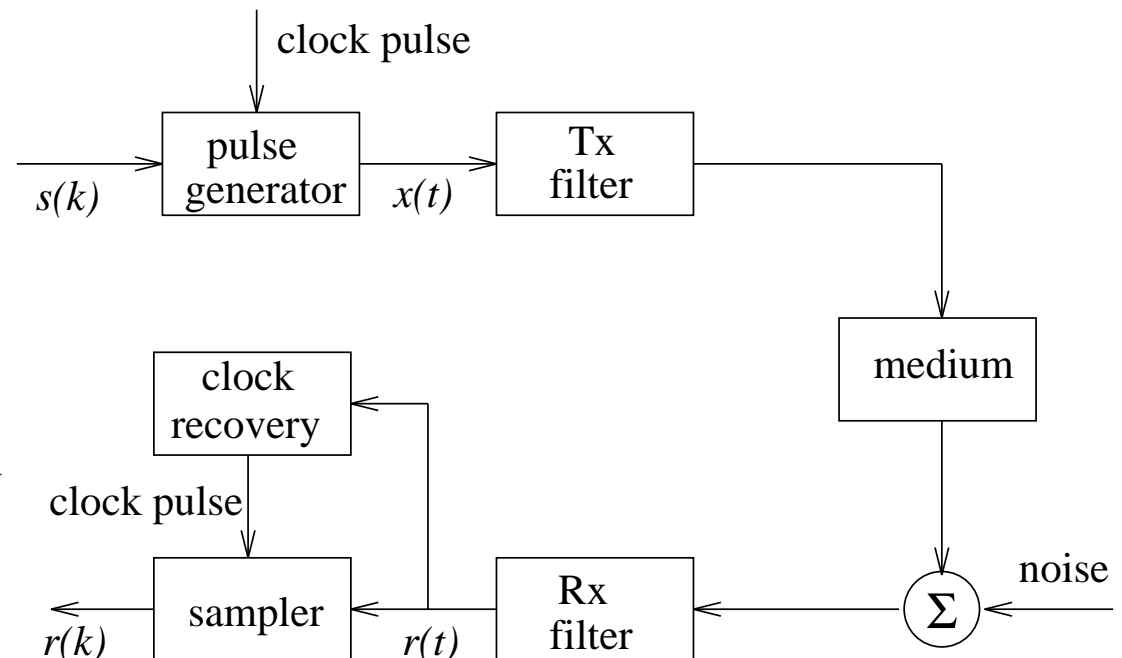 clock pulse
s(k)
pulse
generator
x(t)
Tx
filter
medium
noise
Σ
Rx
filter
r(t)
clock
recovery
clock pulse
sampler
r(k)